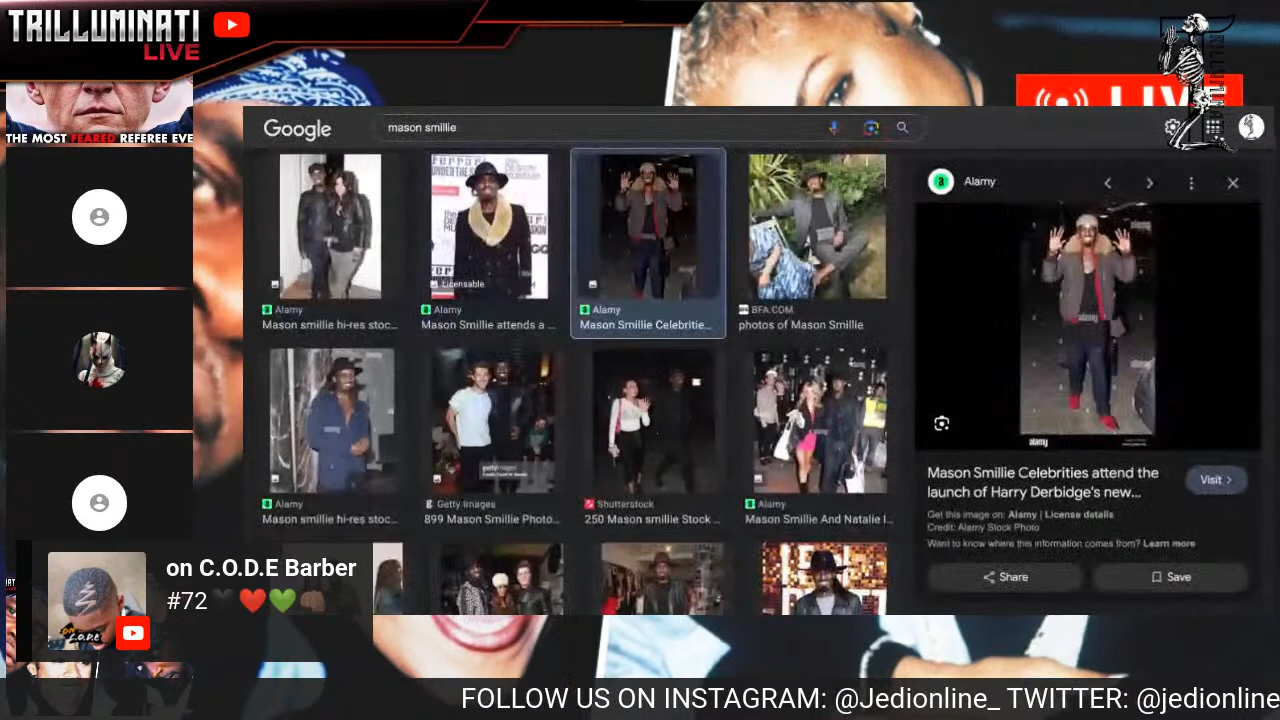 TRILLUMINATI
LIVE
THE MOST FEARED REFEREE EVE
LIV
TRILLUMINAT
Google
mason smillie
Alamy
Mason smillie hi-res stoc...
Licensable
Alamy
Mason Smillie attends a ...
Alamy
Mason Smillie Celebritie...
BFA.COM
photos of Mason Smillie
Alamy
Mason smillie hi-res stoc...
Getty Images
899 Mason Smillie Photo...
Shutterstock
250 Mason smillie Stock ...
Alamy
Mason Smillie And Natalie l...
a Alamy
alamy
alamy
Mason Smillie Celebrities attend the
launch of Harry Derbidge's new...
Visit >
Get this image on: Alamy | License details
Credit: Alamy Stock Photo
Want to know where this information comes from? Learn more
Share
Save
on C.O.D.E Barber
#72 🖤❤️💚👊🏾
ON
C.O.D.E
FOLLOW US ON INSTAGRAM: @Jedionline_ TWITTER: @jedionline